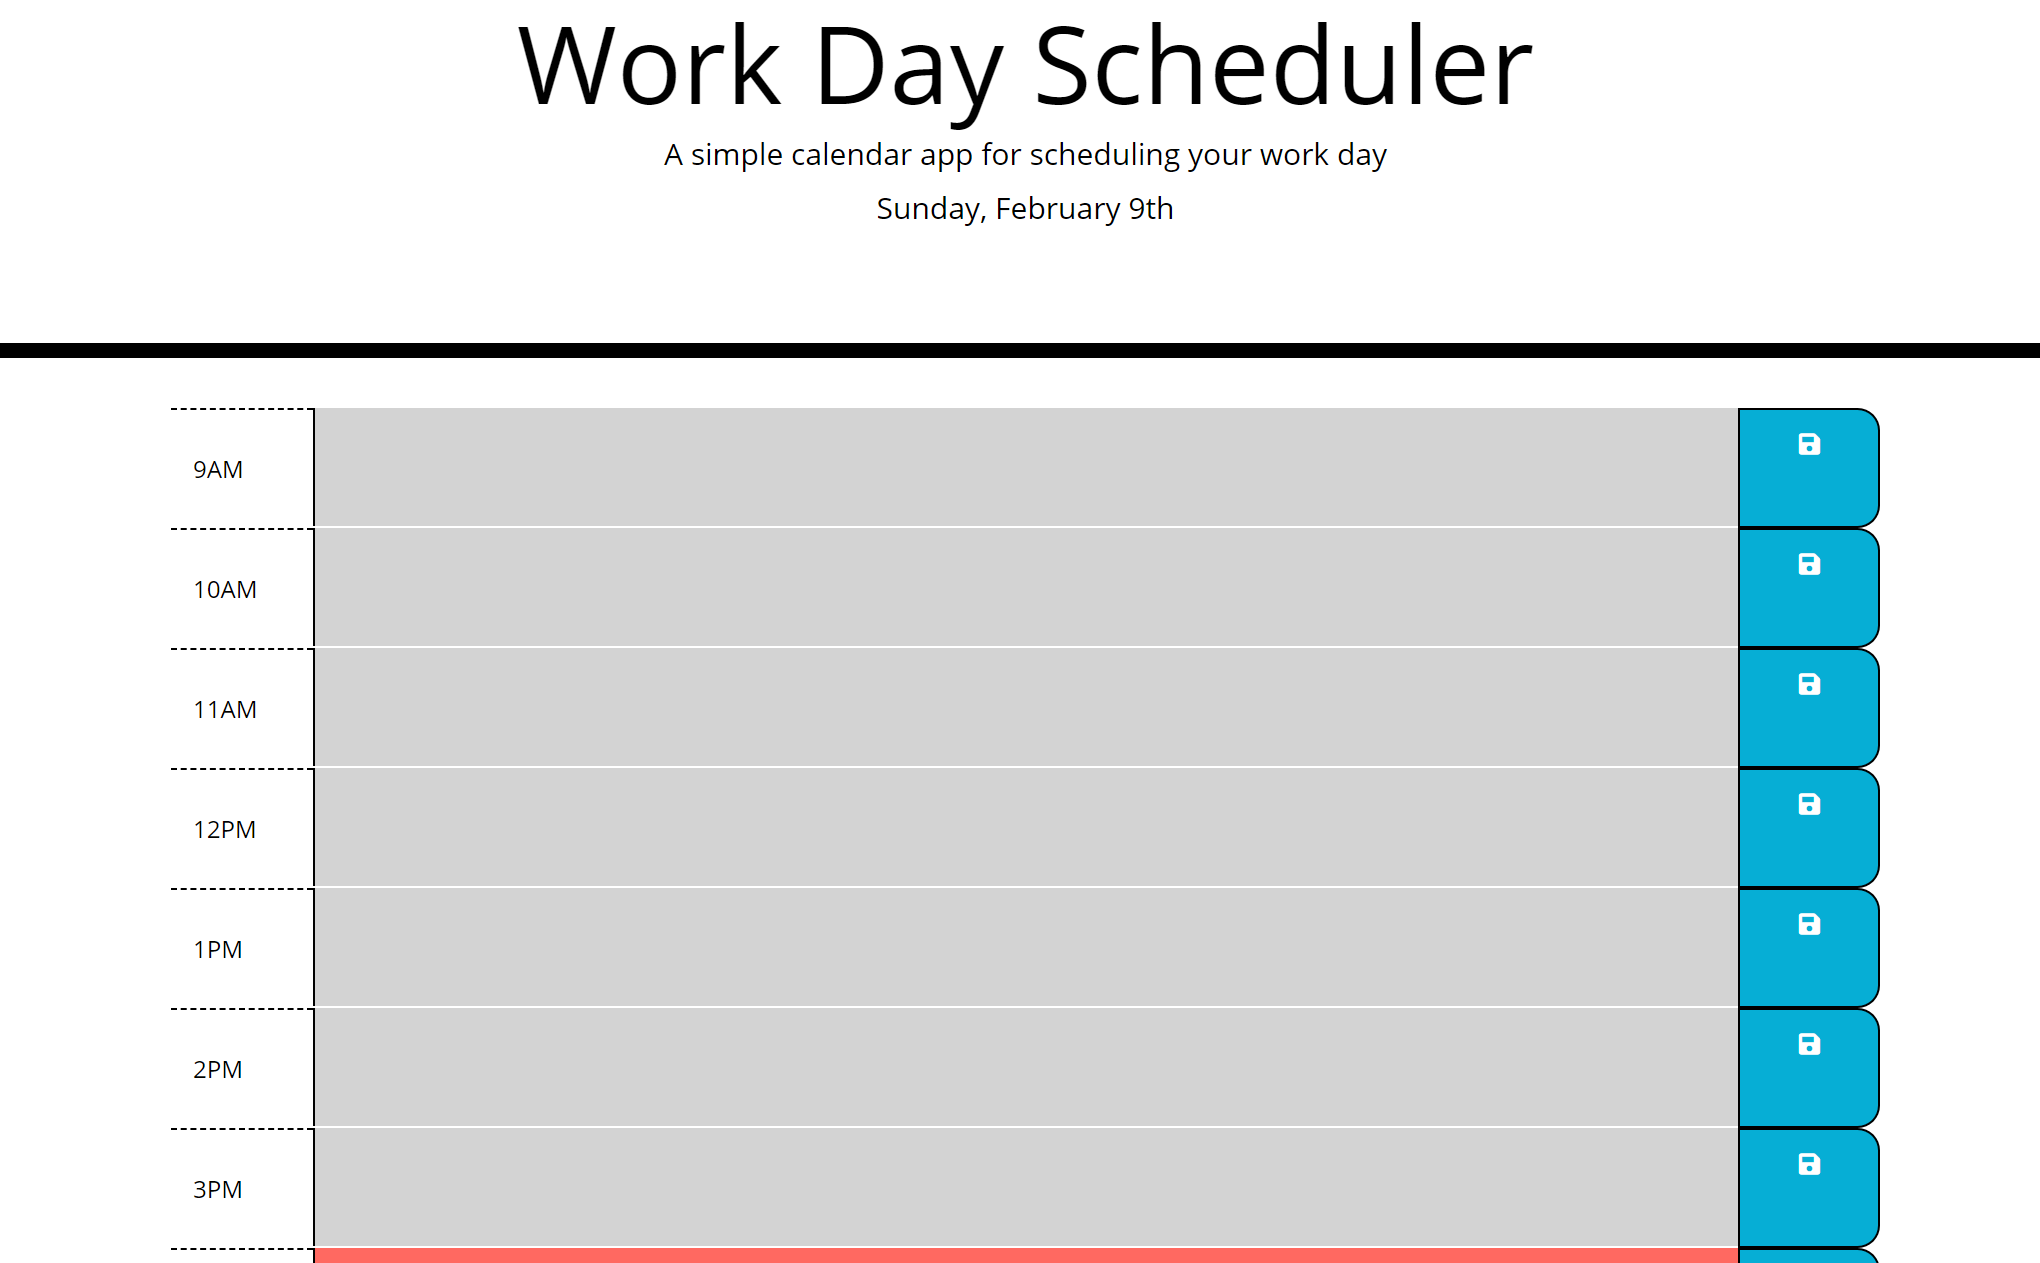 Work Day Scheduler
A simple calendar app for scheduling your work day
Sunday, February 9th
9AM
10AM
11AM
12PM
1PM
2PM
3PM